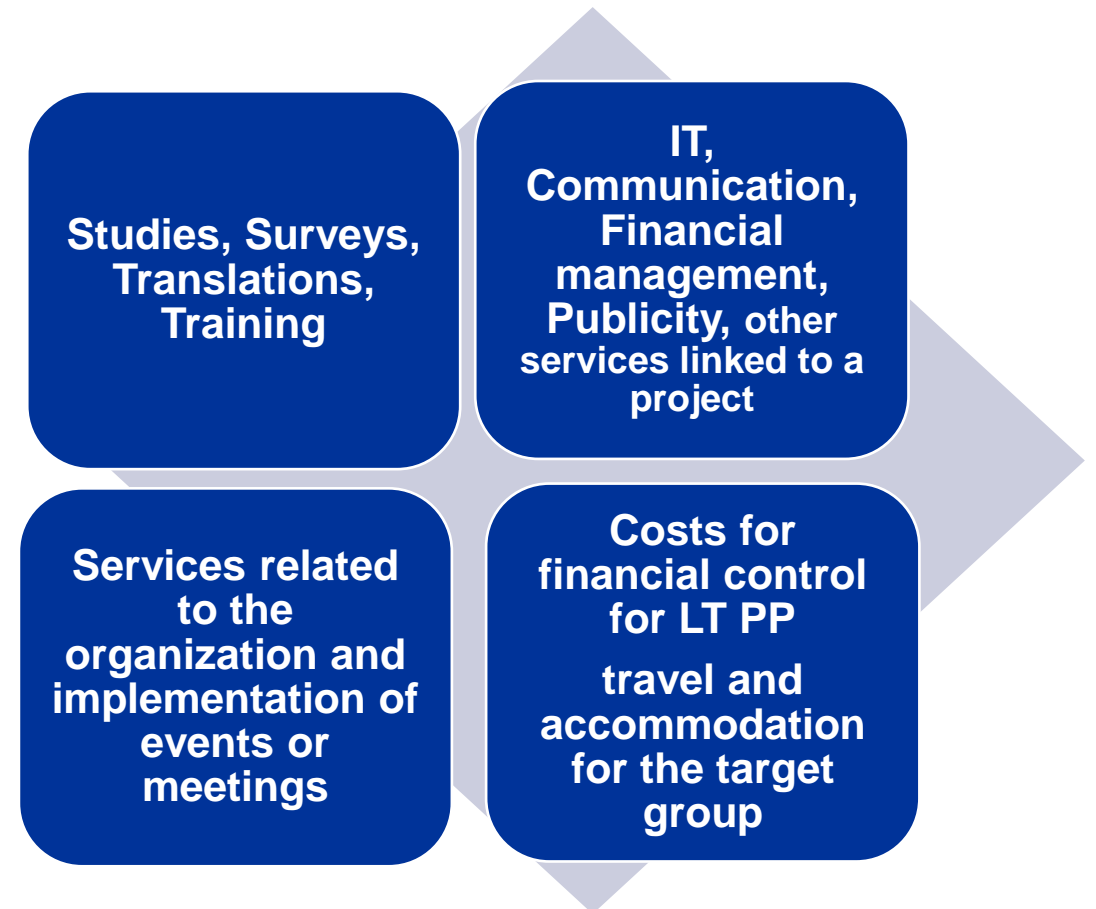 Studies, Surveys,
Translations,
Training
IT,
Communication,
Financial
management,
Publicity, other
services linked to a
project
Services related
to the
organization and
implementation of
events or
meetings
Costs for
financial control
for LT PP
travel and
accommodation
for the target
group